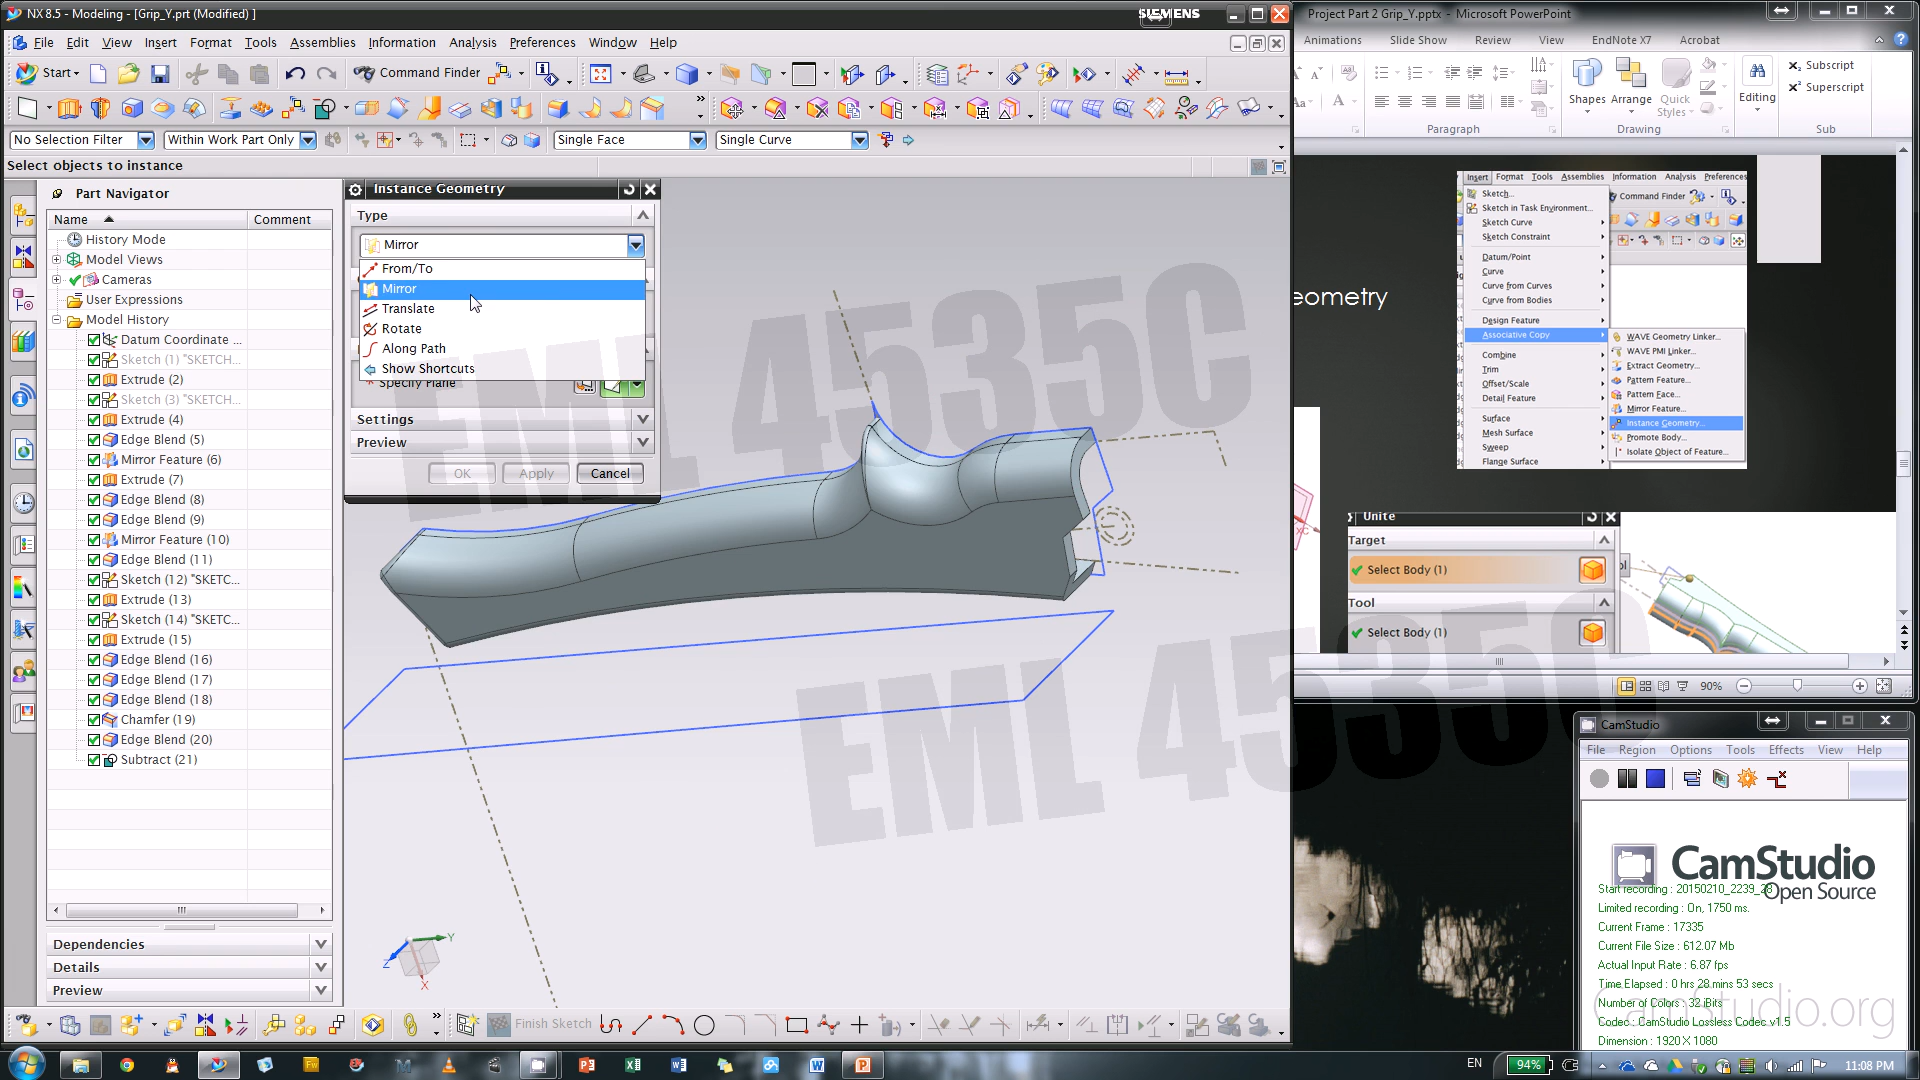 NX 8.5 - Modeling - [Grip_Y.prt (Modified) ]
SIEMENS
File Edit View Insert Format Tools Assemblies Information Analysis Preferences Window Help
Start
Command Finder
No Selection Filter
Within Work Part Only
Single Face
Single Curve
Select objects to instance
Part Navigator
Name
Comment
History Mode
Model Views
Cameras
User Expressions
Model History
Datum Coordinate ...
Sketch (1) "SKETCH...
Extrude (2)
Sketch (3) "SKETCH...
Extrude (4)
Edge Blend (5)
Mirror Feature (6)
Extrude (7)
Edge Blend (8)
Edge Blend (9)
Mirror Feature (10)
Edge Blend (11)
Sketch (12) "SKETC...
Extrude (13)
Sketch (14) "SKETC...
Extrude (15)
Edge Blend (16)
Edge Blend (17)
Edge Blend (18)
Chamfer (19)
Edge Blend (20)
Subtract (21)
Dependencies
Details
Preview
Instance Geometry
Type
Mirror
From/To
Mirror
Translate
Rotate
Along Path
Show Shortcuts
* Specify Plane
Settings
Preview
OK
Apply
Cancel
EML 4535C
EML 4535C
Y
Z
X
Finish Sketch
Project Part 2 Grip_Y.pptx - Microsoft PowerPoint
Animations Slide Show Review View EndNote X7 Acrobat
Shapes Arrange Quick Styles
Editing
Subscript
Superscript
Paragraph
Drawing
Sub
eometry
Insert Format Tools Assemblies Information Analysis Preferences
Sketch...
Sketch in Task Environment...
Sketch Curve
Sketch Constraint
Datum/Point
Curve
Curve from Curves
Curve from Bodies
Design Feature
Associative Copy
Combine
Trim
Offset/Scale
Detail Feature
Surface
Mesh Surface
Sweep
Flange Surface
Command Finder
WAVE Geometry Linker...
WAVE PMI Linker...
Extract Geometry...
Pattern Feature...
Pattern Face...
Mirror Feature...
Instance Geometry...
Promote Body...
Isolate Object of Feature...
XC
Unite
Target
Select Body (1)
Tool
Select Body (1)
ol
90%
CamStudio
File Region Options Tools Effects View Help
CamStudio
Open Source
Start recording : 20150210_2239_28
Limited recording : On, 1750 ms.
Current Frame : 17335
Current File Size : 612.07 Mb
Actual Input Rate : 6.87 fps
Time Elapsed : 0 hrs 28 mins 53 secs
Number of Colors : 32 Bits
Codec : CamStudio Lossless Codec v1.5
Dimension : 1920 X 1080
CamStudio.org
EN
94%
11:08 PM